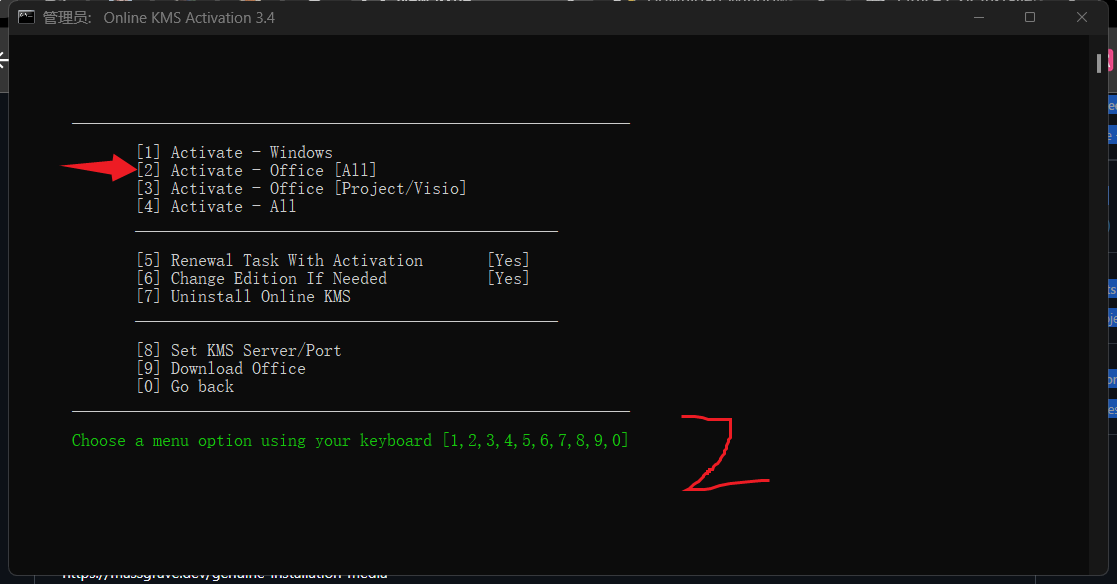 管理员: Online KMS Activation 3.4
[1] Activate - Windows
[2] Activate - Office [All]
[3] Activate - Office [Project/Visio]
[4] Activate - All
[5] Renewal Task With Activation [Yes]
[6] Change Edition If Needed [Yes]
[7] Uninstall Online KMS
[8] Set KMS Server/Port
[9] Download Office
[0] Go back
Choose a menu option using your keyboard [1,2,3,4,5,6,7,8,9,0]
2
https://massgrave.dev/genuine-installation-media